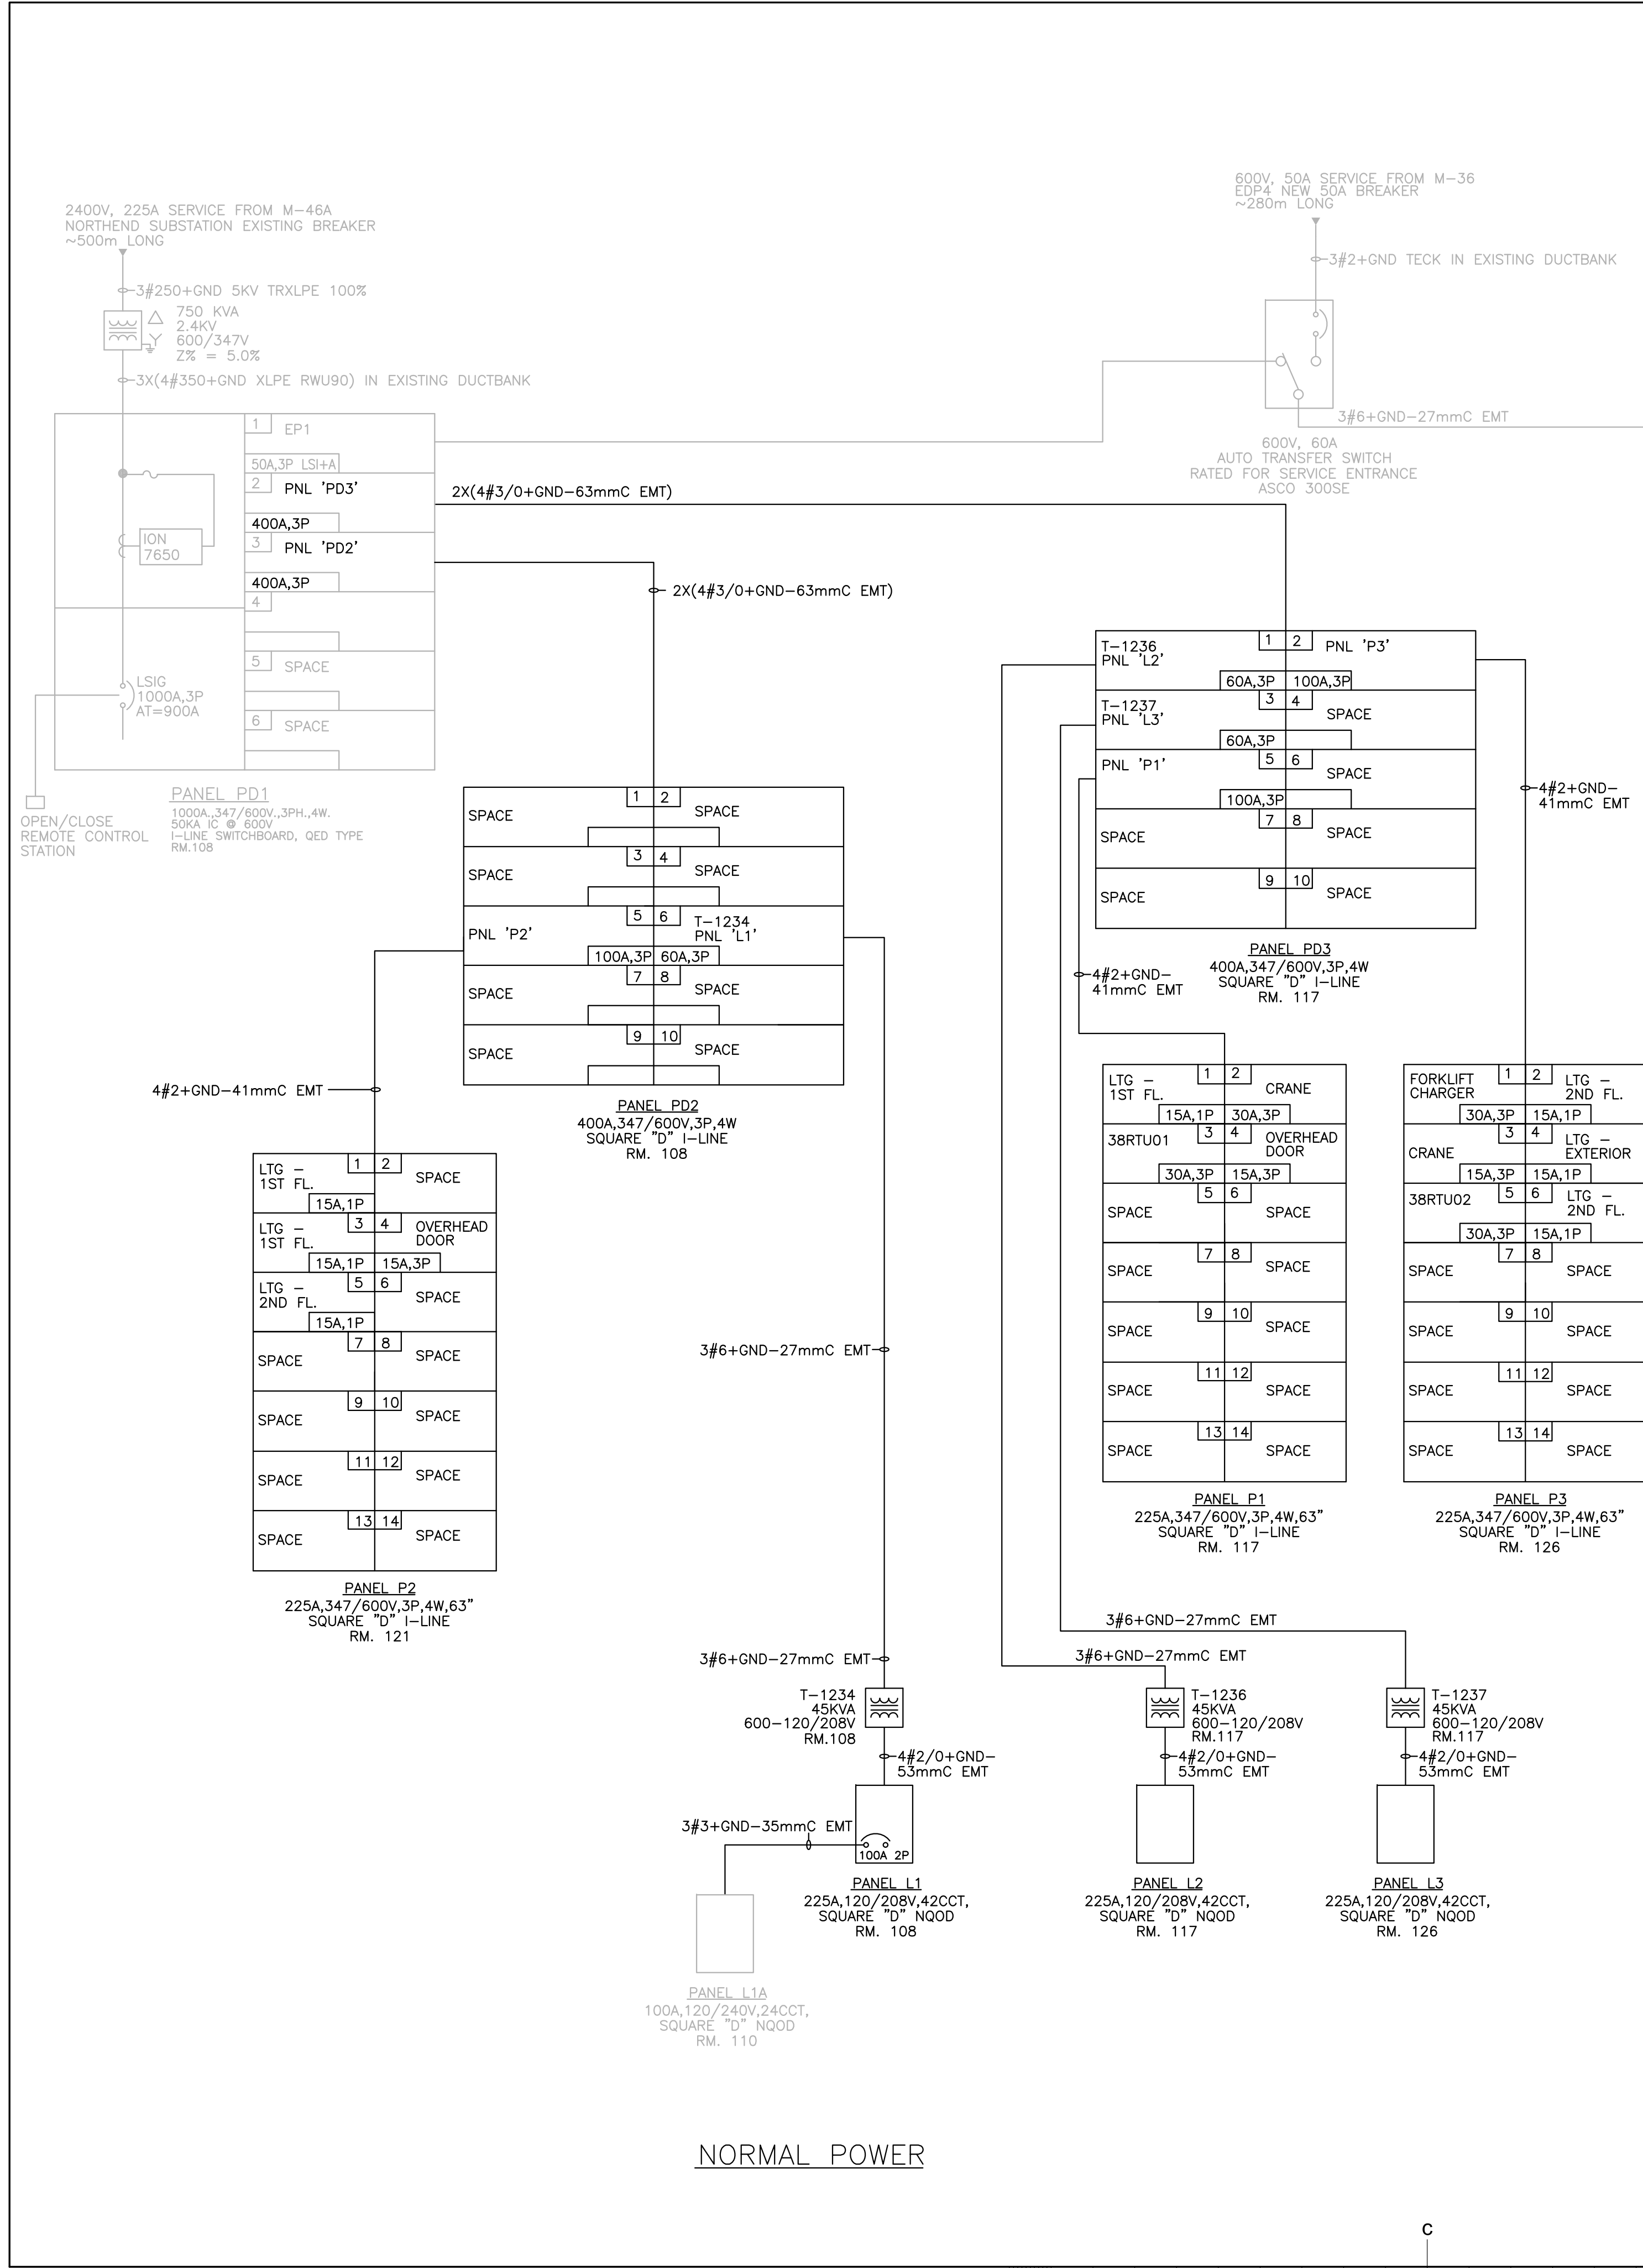 2400V, 225A SERVICE FROM M-46A
NORTHEND SUBSTATION EXISTING BREAKER
~500m LONG
3#250+GND 5KV TRXLPE 100%
750 KVA
2.4KV
600/347V
Z% = 5.0%
3X(4#350+GND XLPE RWU90) IN EXISTING DUCTBANK
600V, 50A SERVICE FROM M-36
EDP4 NEW 50A BREAKER
~280m LONG
3#2+GND TECK IN EXISTING DUCTBANK
3#6+GND-27mmC EMT
600V, 60A
AUTO TRANSFER SWITCH
RATED FOR SERVICE ENTRANCE
ASCO 300SE
1 EP1
50A,3P LSI+A
2 PNL 'PD3'
400A,3P
3 PNL 'PD2'
400A,3P
4
5 SPACE
6 SPACE
ION
7650
LSIG
1000A,3P
AT=900A
OPEN/CLOSE
REMOTE CONTROL
STATION
PANEL PD1
1000A.,347/600V.,3PH.,4W.
50KA IC @ 600V
I-LINE SWITCHBOARD, QED TYPE
RM.108
2X(4#3/0+GND-63mmC EMT)
2X(4#3/0+GND-63mmC EMT)
SPACE 1 2 SPACE
SPACE 3 4 SPACE
PNL 'P2' 5 6 T-1234
PNL 'L1'
100A,3P 60A,3P
SPACE 7 8 SPACE
SPACE 9 10 SPACE
PANEL PD2
400A,347/600V,3P,4W
SQUARE "D" I-LINE
RM. 108
T-1236
PNL 'L2'
1 2 PNL 'P3'
60A,3P 100A,3P
T-1237
PNL 'L3'
3 4 SPACE
60A,3P
PNL 'P1' 5 6 SPACE
100A,3P
SPACE 7 8 SPACE
SPACE 9 10 SPACE
PANEL PD3
400A,347/600V,3P,4W
SQUARE "D" I-LINE
RM. 117
4#2+GND-
41mmC EMT
4#2+GND-
41mmC EMT
4#2+GND-41mmC EMT
LTG -
1ST FL.
1 2 SPACE
15A,1P
LTG -
1ST FL.
3 4 OVERHEAD
DOOR
15A,1P 15A,3P
LTG -
2ND FL.
5 6 SPACE
15A,1P
SPACE 7 8 SPACE
SPACE 9 10 SPACE
SPACE 11 12 SPACE
SPACE 13 14 SPACE
PANEL P2
225A,347/600V,3P,4W,63"
SQUARE "D" I-LINE
RM. 121
LTG -
1ST FL.
1 2 CRANE
15A,1P 30A,3P
38RTU01 3 4 OVERHEAD
DOOR
30A,3P 15A,3P
SPACE 5 6 SPACE
SPACE 7 8 SPACE
SPACE 9 10 SPACE
SPACE 11 12 SPACE
SPACE 13 14 SPACE
PANEL P1
225A,347/600V,3P,4W,63"
SQUARE "D" I-LINE
RM. 117
FORKLIFT
CHARGER
1 2 LTG -
2ND FL.
30A,3P 15A,1P
CRANE 3 4 LTG -
EXTERIOR
15A,3P 15A,1P
38RTU02 5 6 LTG -
2ND FL.
30A,3P 15A,1P
SPACE 7 8 SPACE
SPACE 9 10 SPACE
SPACE 11 12 SPACE
SPACE 13 14 SPACE
PANEL P3
225A,347/600V,3P,4W,63"
SQUARE "D" I-LINE
RM. 126
3#6+GND-27mmC EMT
3#6+GND-27mmC EMT
3#6+GND-27mmC EMT
3#6+GND-27mmC EMT
T-1234
45KVA
600-120/208V
RM.108
4#2/0+GND-
53mmC EMT
T-1236
45KVA
600-120/208V
RM.117
4#2/0+GND-
53mmC EMT
T-1237
45KVA
600-120/208V
RM.117
4#2/0+GND-
53mmC EMT
3#3+GND-35mmC EMT
100A 2P
PANEL L1
225A,120/208V,42CCT,
SQUARE "D" NQOD
RM. 108
PANEL L2
225A,120/208V,42CCT,
SQUARE "D" NQOD
RM. 117
PANEL L3
225A,120/208V,42CCT,
SQUARE "D" NQOD
RM. 126
PANEL L1A
100A,120/240V,24CCT,
SQUARE "D" NQOD
RM. 110
NORMAL POWER
C